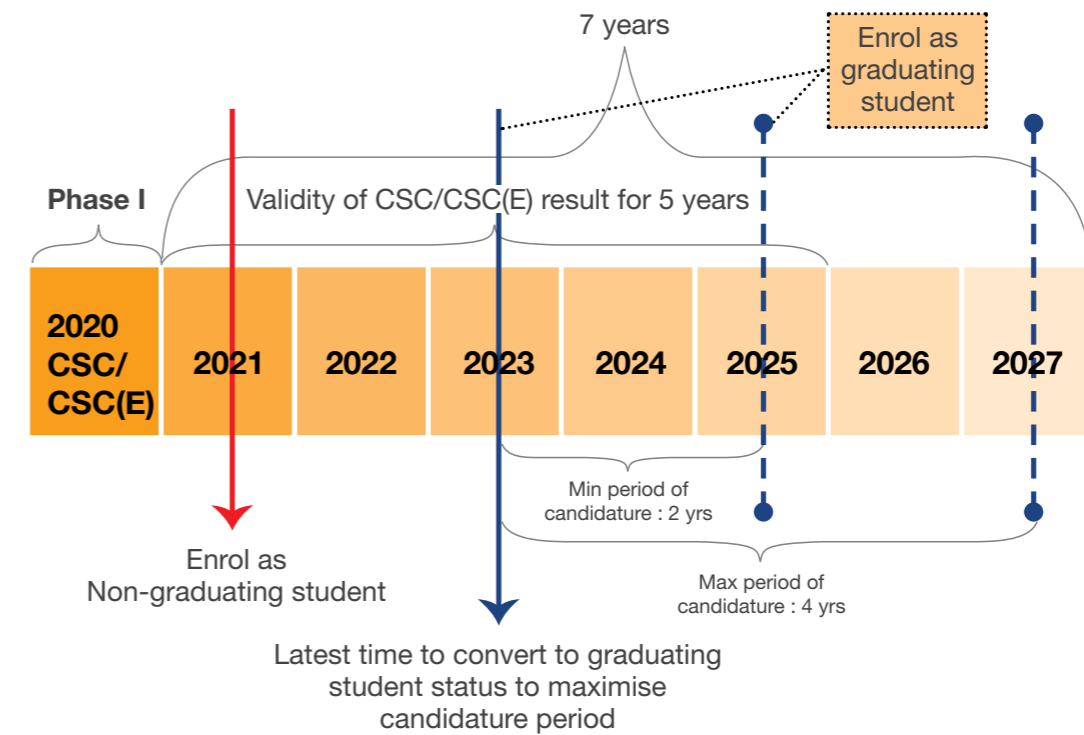 7 years
Enrol as
graduating
student
Phase I
Validity of CSC/CSC(E) result for 5 years
2020
CSC/
CSC(E)
2021
2022
2023
2024
2025
2026
2027
Min period of
candidature : 2 yrs
Enrol as
Non-graduating student
Max period of
candidature : 4 yrs
Latest time to convert to graduating
student status to maximise
candidature period